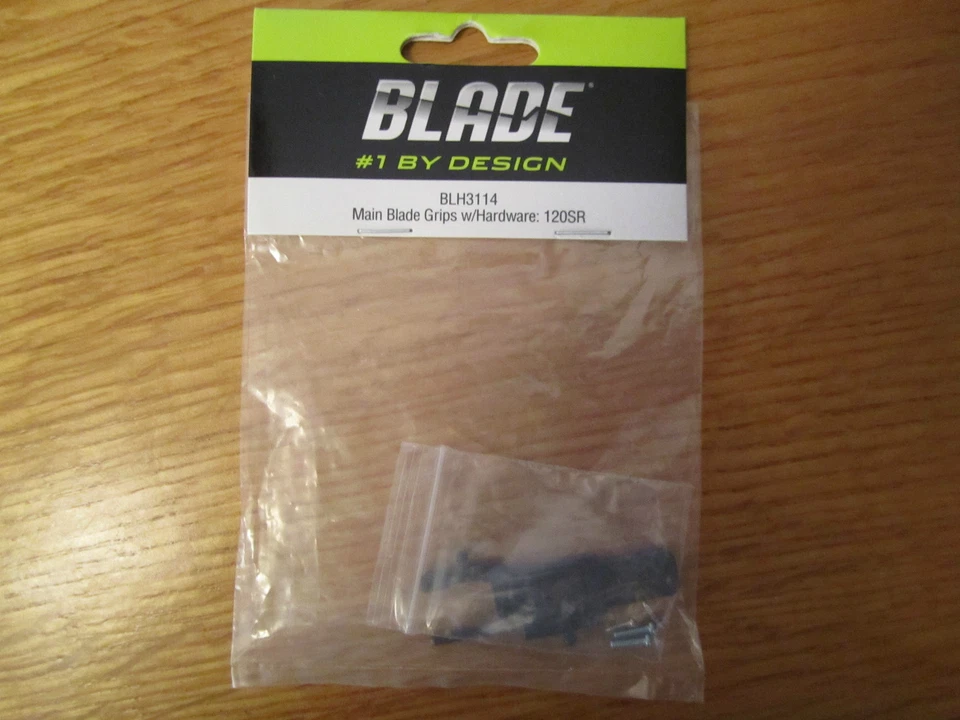 BLADE®
#1 BY DESIGN
BLH3114
Main Blade Grips w/Hardware: 120SR